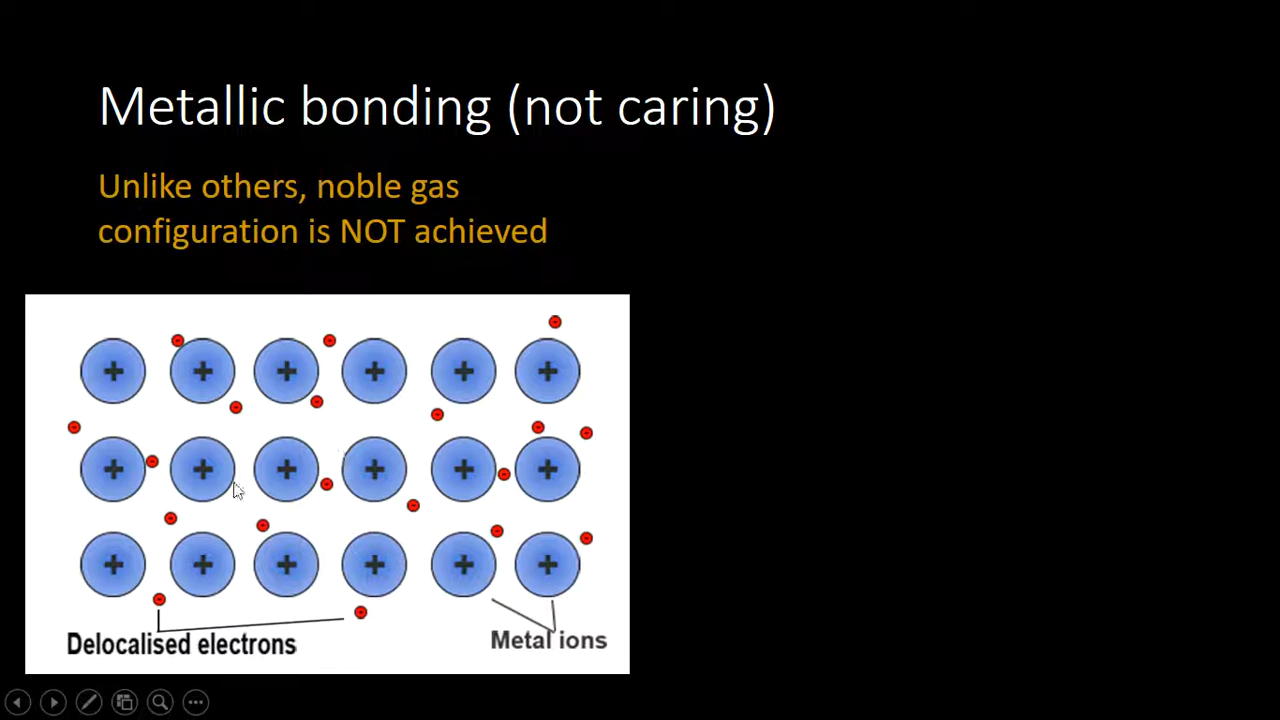 Metallic bonding (not caring)
Unlike others, noble gas
configuration is NOT achieved
Delocalised electrons
Metal ions